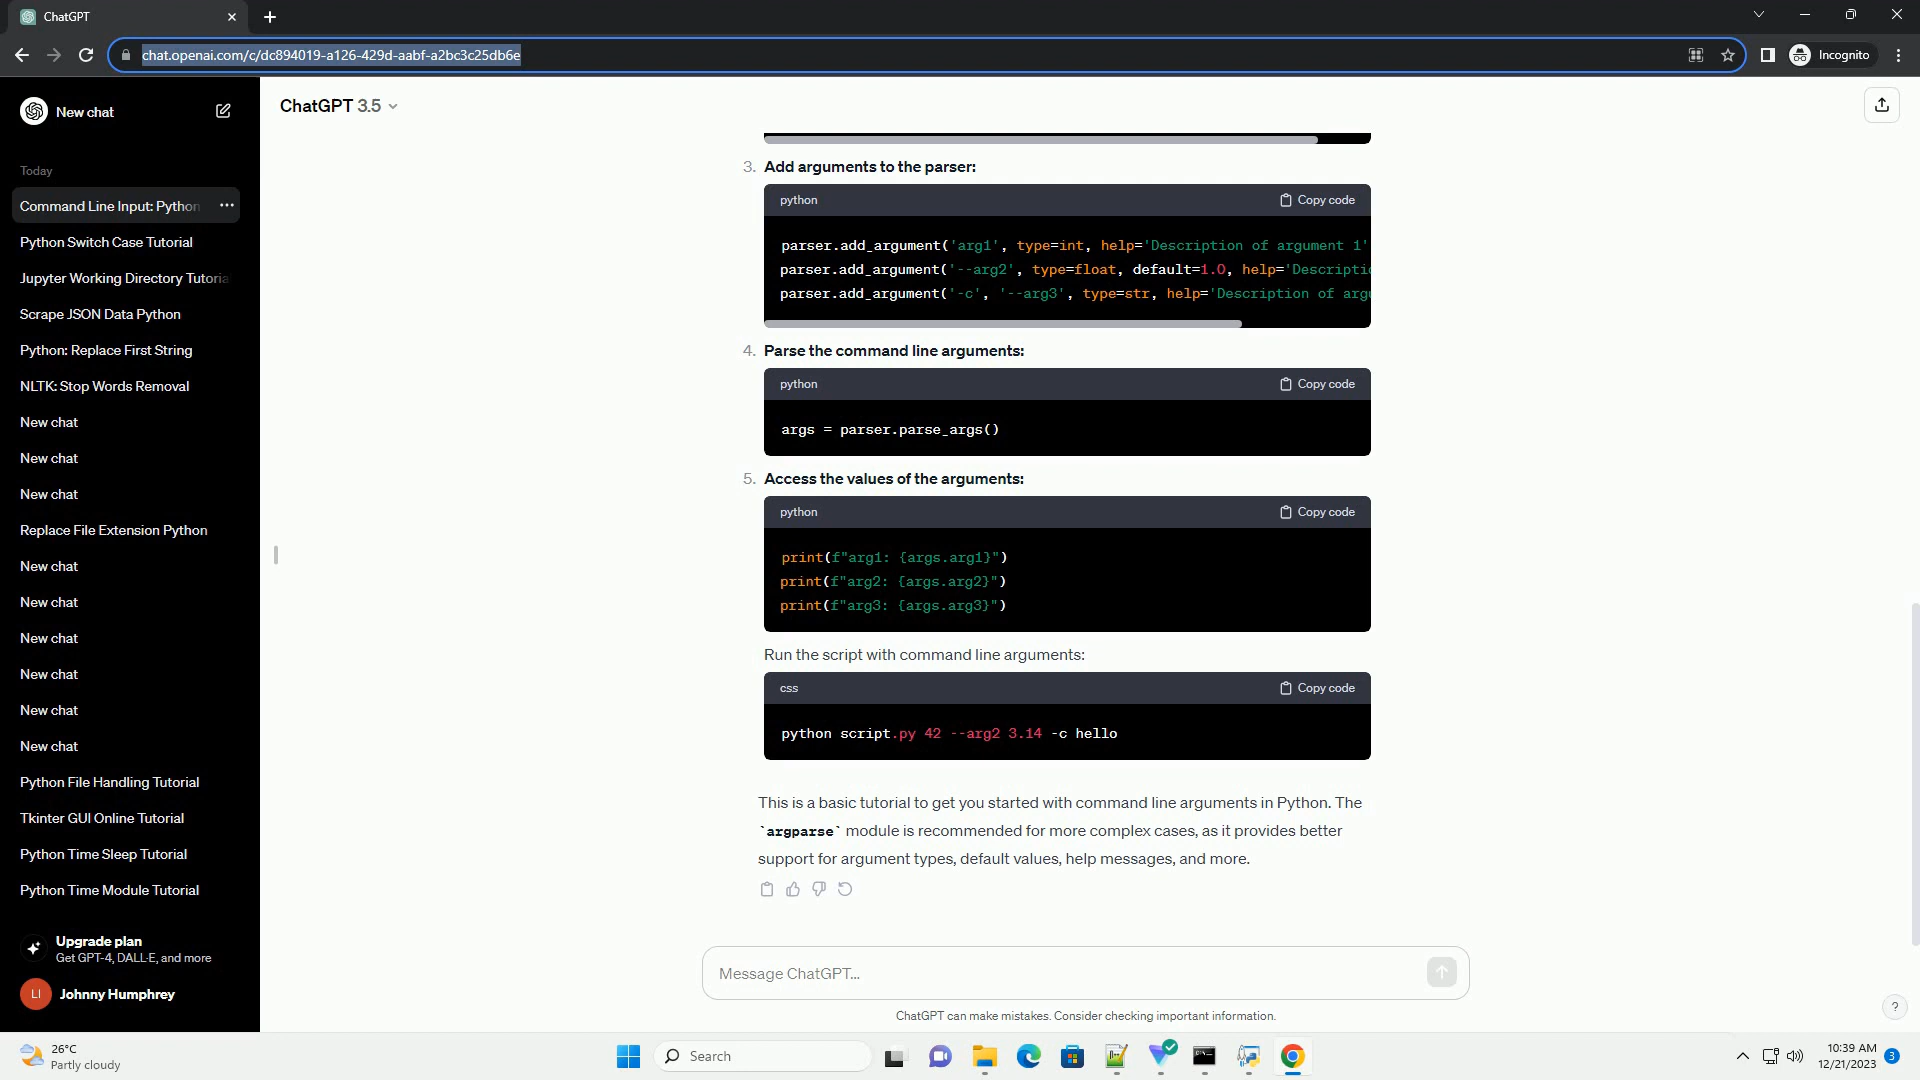 ChatGPT
chat.openai.com/c/dc894019-a126-429d-aabf-a2bc3c25db6e
Incognito
New chat
Today
Command Line Input: Python
Python Switch Case Tutorial
Jupyter Working Directory Tutoria
Scrape JSON Data Python
Python: Replace First String
NLTK: Stop Words Removal
New chat
New chat
New chat
Replace File Extension Python
New chat
New chat
New chat
New chat
New chat
New chat
Python File Handling Tutorial
Tkinter GUI Online Tutorial
Python Time Sleep Tutorial
Python Time Module Tutorial
Upgrade plan
Get GPT-4, DALL·E, and more
LI
Johnny Humphrey
ChatGPT 3.5
3. Add arguments to the parser:
python
Copy code
parser.add_argument('arg1', type=int, help='Description of argument 1'
parser.add_argument('--arg2', type=float, default=1.0, help='Descripti
parser.add_argument('-c', '--arg3', type=str, help='Description of arg
4. Parse the command line arguments:
python
Copy code
args = parser.parse_args()
5. Access the values of the arguments:
python
Copy code
print(f"arg1: {args.arg1}")
print(f"arg2: {args.arg2}")
print(f"arg3: {args.arg3}")
Run the script with command line arguments:
css
Copy code
python script.py 42 --arg2 3.14 -c hello
This is a basic tutorial to get you started with command line arguments in Python. The
`argparse` module is recommended for more complex cases, as it provides better
support for argument types, default values, help messages, and more.
Message ChatGPT...
ChatGPT can make mistakes. Consider checking important information.
?
26°C
Partly cloudy
Search
10:39 AM
12/21/2023
3